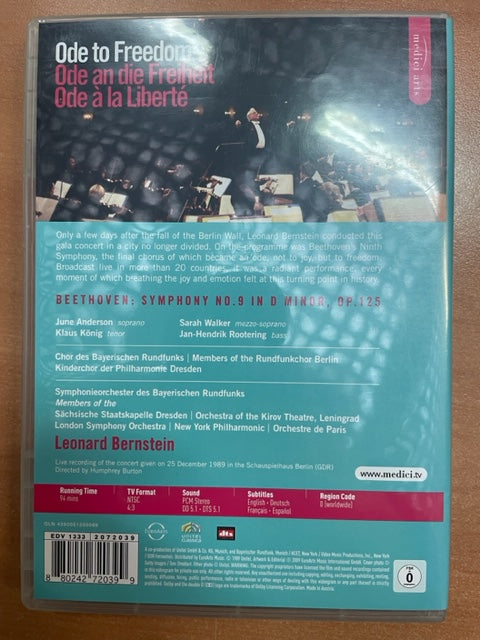 Ode to Freedom
Ode an die Freiheit
Ode à la Liberté
medici arts
Only a few days after the fall of the Berlin Wall, Leonard Bernstein conducted this
gala concert in a city no longer divided. On the programme was Beethoven's Ninth
Symphony, the final chorus of which became an ode, not to joy, but to freedom.
Broadcast live in more than 20 countries, it was a radiant performance, every
moment of which breathing the joy and emotion felt at this turning point in history.
BEETHOVEN: SYMPHONY NO.9 IN D MINOR, OP.125
June Anderson soprano
Sarah Walker mezzo-soprano
Klaus König tenor
Jan-Hendrik Rootering bass
Chor des Bayerischen Rundfunks | Members of the Rundfunkchor Berlin
Kinderchor der Philharmonie Dresden
Symphonieorchester des Bayerischen Rundfunks
Members of the
Sächsische Staatskapelle Dresden | Orchestra of the Kirov Theatre, Leningrad
London Symphony Orchestra | New York Philharmonic | Orchestre de Paris
Leonard Bernstein
Live recording of the concert given on 25 December 1989 in the Schauspielhaus Berlin (GDR)
Directed by Humphrey Burton
www.medici.tv
Running Time
94 mins
TV Format
NTSC
4:3
Sound
PCM Stereo
DD 5.1 - DTS 5.1
Subtitles
English - Deutsch
Français - Español
Region Code
0 (worldwide)
EDV 1333 2072039
8 80242 72039 9
EUROARTS
UNITEL
CLASSICA
dts
FSK
0